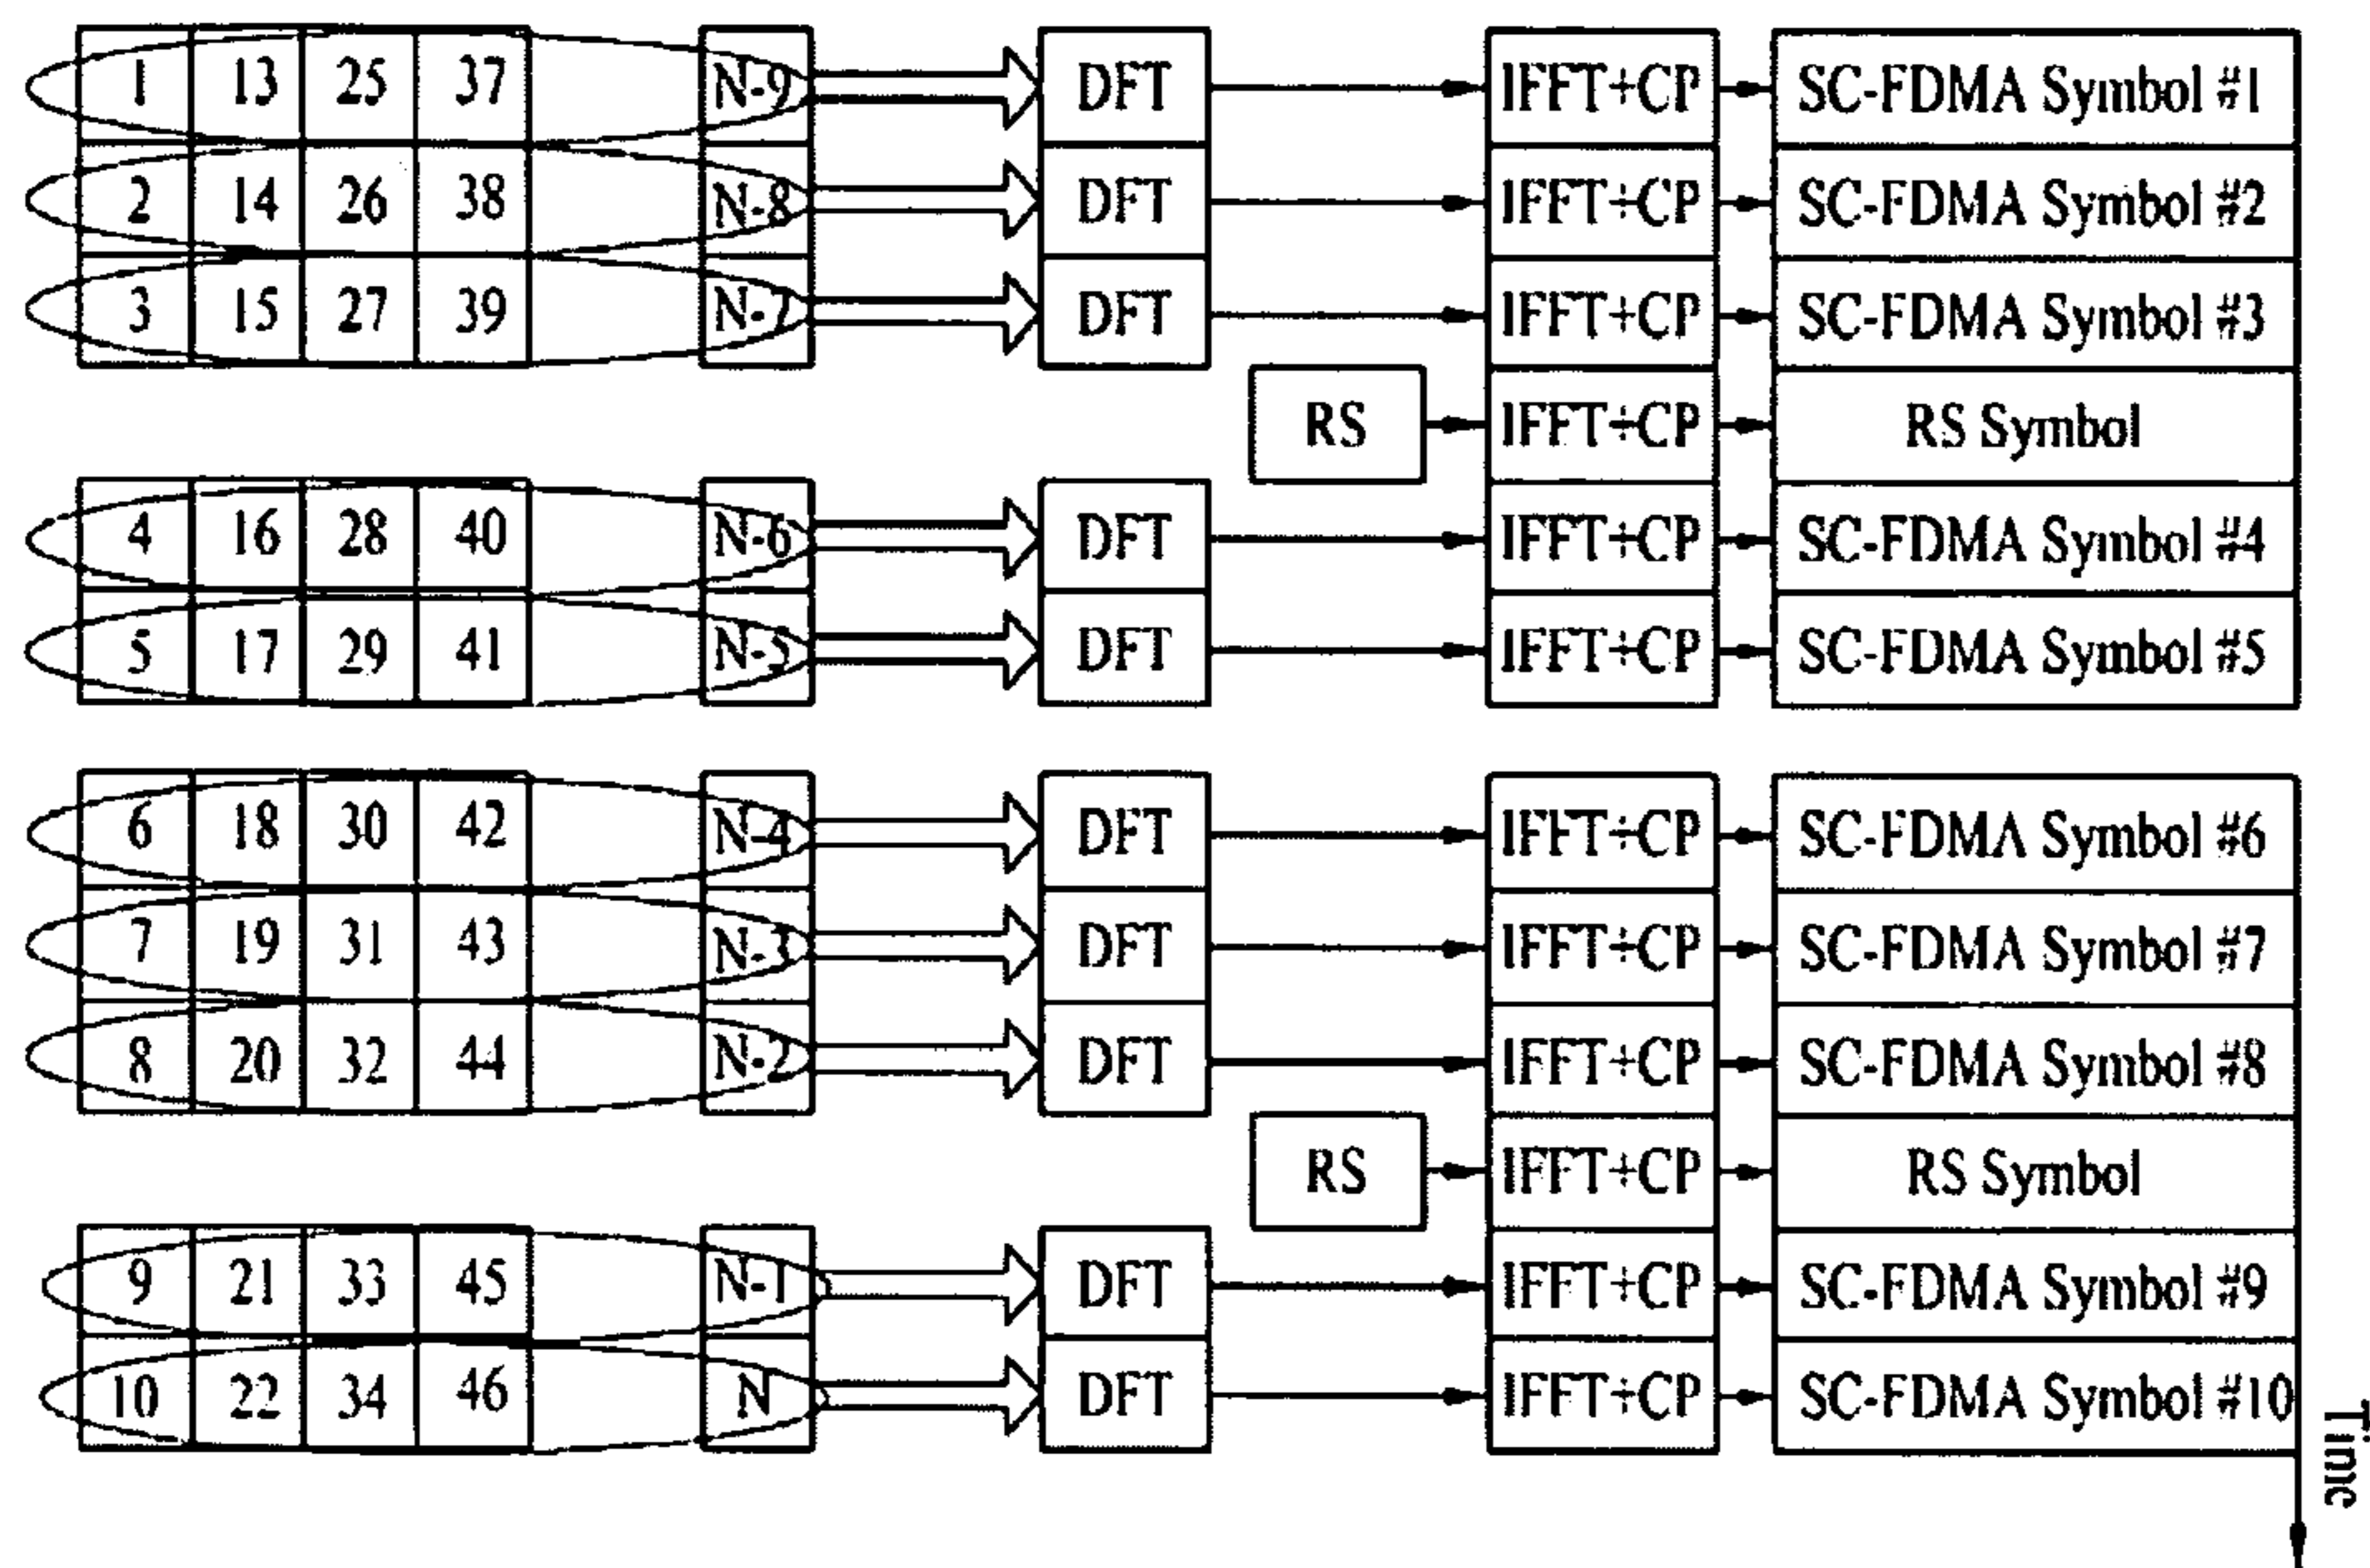 1 13 25 37 N-9 DFT IFFT+CP SC-FDMA Symbol #1
2 14 26 38 N-8 DFT IFFT+CP SC-FDMA Symbol #2
3 15 27 39 N-7 DFT IFFT+CP SC-FDMA Symbol #3
RS IFFT+CP RS Symbol
4 16 28 40 N-6 DFT IFFT+CP SC-FDMA Symbol #4
5 17 29 41 N-5 DFT IFFT+CP SC-FDMA Symbol #5
6 18 30 42 N-4 DFT IFFT+CP SC-FDMA Symbol #6
7 19 31 43 N-3 DFT IFFT+CP SC-FDMA Symbol #7
8 20 32 44 N-2 DFT IFFT+CP SC-FDMA Symbol #8
RS IFFT+CP RS Symbol
9 21 33 45 N-1 DFT IFFT+CP SC-FDMA Symbol #9
10 22 34 46 N DFT IFFT+CP SC-FDMA Symbol #10
Time